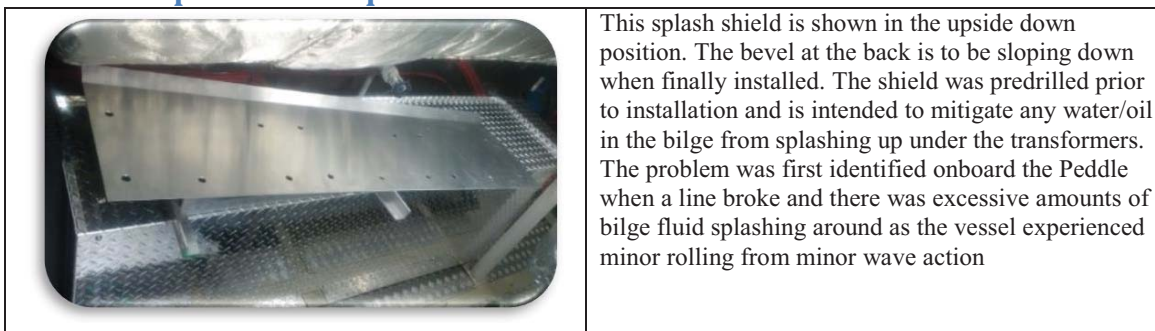 This splash shield is shown in the upside down
position. The bevel at the back is to be sloping down
when finally installed. The shield was predrilled prior
to installation and is intended to mitigate any water/oil
in the bilge from splashing up under the transformers.
The problem was first identified onboard the Peddle
when a line broke and there was excessive amounts of
bilge fluid splashing around as the vessel experienced
minor rolling from minor wave action